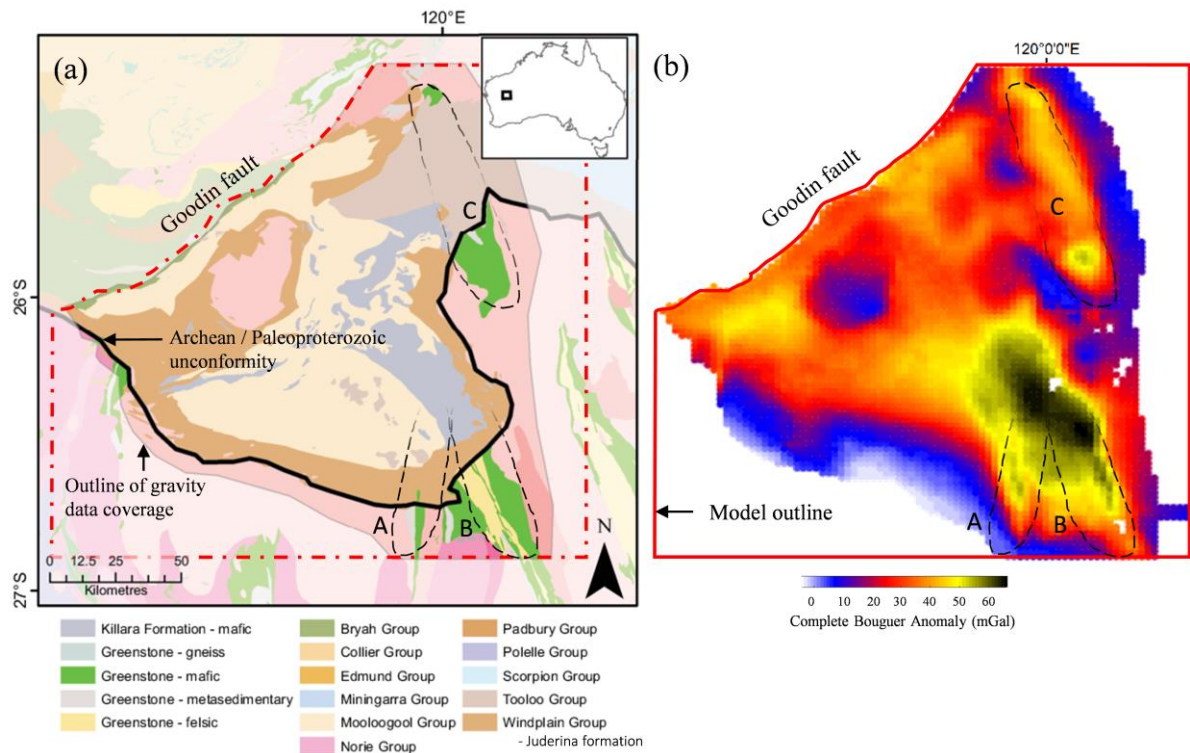 120°E
(a)
Goodin fault
C
26°S
Archean / Paleoproterozoic
unconformity
Outline of gravity
data coverage
A
B
N
0 12.5 25 50
Kilometres
27°S
Killara Formation - mafic
Greenstone - gneiss
Greenstone - mafic
Greenstone - metasedimentary
Greenstone - felsic
Bryah Group
Collier Group
Edmund Group
Miningarra Group
Mooloogool Group
Norie Group
Padbury Group
Polelle Group
Scorpion Group
Tooloo Group
Windplain Group
- Juderina formation
120°0'0"E
(b)
Goodin fault
C
A
B
Model outline
0 10 20 30 40 50 60
Complete Bouguer Anomaly (mGal)